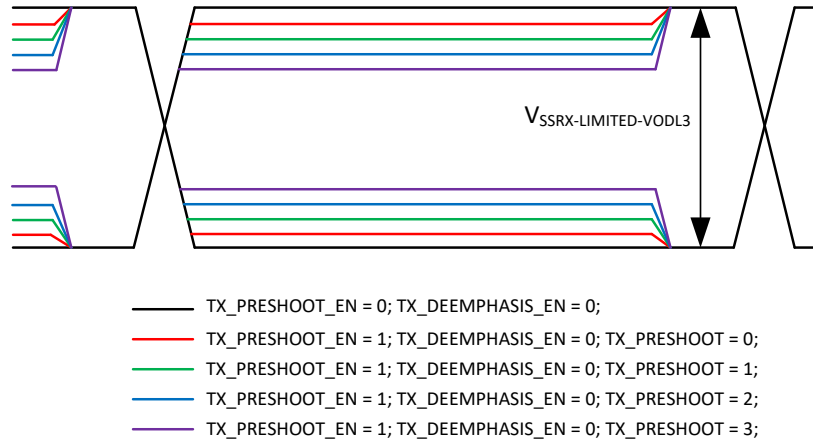 VSSRX-LIMITED-VODL3
TX_PRESHOOT_EN = 0; TX_DEEMPHASIS_EN = 0;
TX_PRESHOOT_EN = 1; TX_DEEMPHASIS_EN = 0; TX_PRESHOOT = 0;
TX_PRESHOOT_EN = 1; TX_DEEMPHASIS_EN = 0; TX_PRESHOOT = 1;
TX_PRESHOOT_EN = 1; TX_DEEMPHASIS_EN = 0; TX_PRESHOOT = 2;
TX_PRESHOOT_EN = 1; TX_DEEMPHASIS_EN = 0; TX_PRESHOOT = 3;